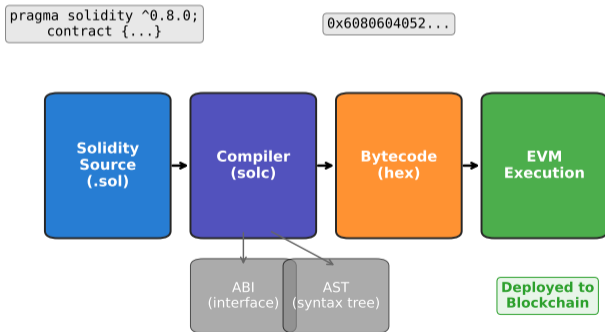 pragma solidity ^0.8.0;
contract {...}
0x6080604052...
Solidity
Source
(.sol)
Compiler
(solc)
Bytecode
(hex)
EVM
Execution
ABI
(interface)
AST
(syntax tree)
Deployed to
Blockchain